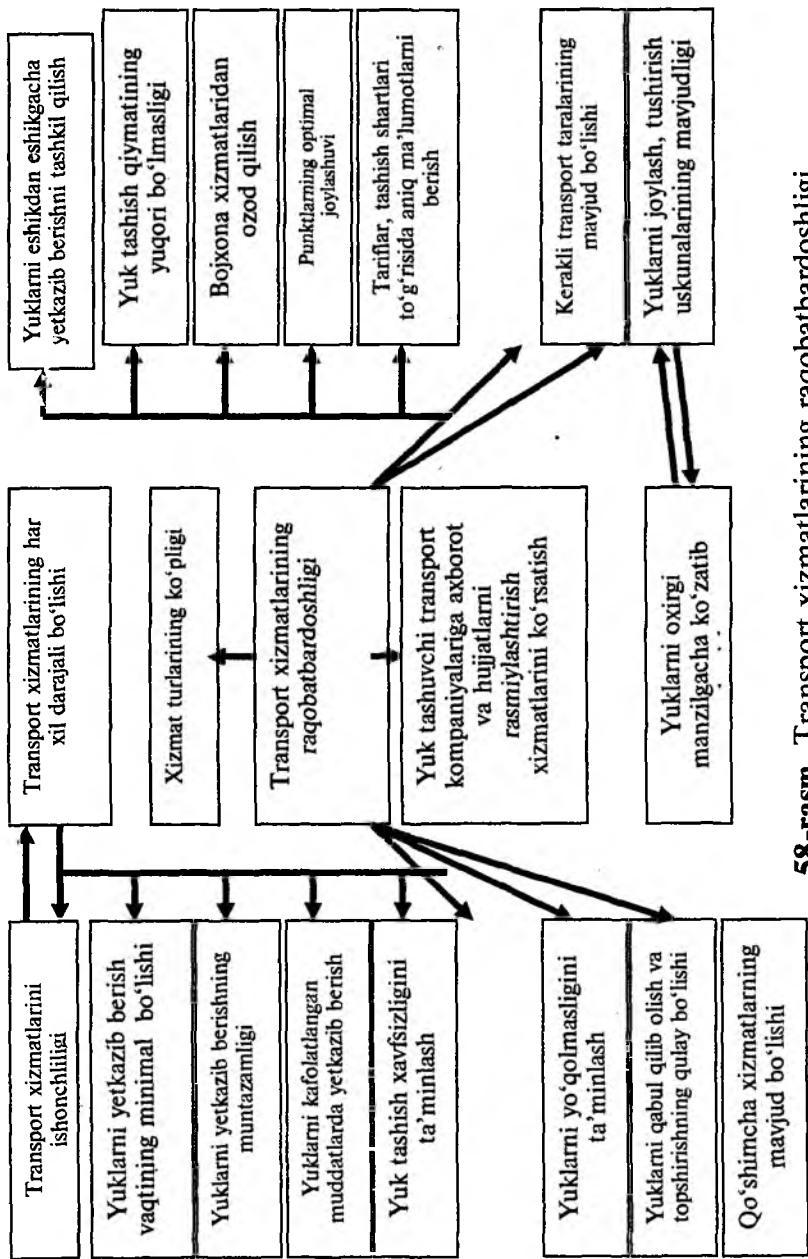 Transport xizmatlarini
ishonchliligi
Yuklarni yetkazib berish
vaqtining minimal bo‘lishi
Yuklarni yetkazib berishning
muntazamligi
Yuklarni kafolatlangan
muddatlarda yetkazib berish
Yuk tashish xavfsizligini
ta’minlash
Yuklarni yo‘qolmasligini
ta’minlash
Yuklarni qabul qilib olish va
topshirishning qulay bo‘lishi
Qo‘shimcha xizmatlarning
mavjud bo‘lishi
Transport xizmatlarining har
xil darajali bo‘lishi
Xizmat turlarining ko‘pligi
Transport xizmatlarining
raqobatbardoshligi
Yuk tashuvchi transport
kompaniyalariga axborot
va hujjatlarni
rasmiylashtirish
xizmatlarini ko‘rsatish
Yuklarni oxirgi
manzilgacha ko‘zatib
Yuklarni eshikdan eshikgacha
yetkazib berishni tashkil qilish
Yuk tashish qiymatining
yuqori bo‘lmasligi
Bojxona xizmatlaridan
ozod qilish
Punktlarning optimal
joylashuvi
Tariflar, tashish shartlari
to‘g‘risida aniq ma’lumotlarni
berish
Kerakli transport taralarining
mavjud bo‘lishi
Yuklarni joylash, tushirish
uskunalarining mavjudligi
58-rasm. Transport xizmatlarining raqobatbardoshligi